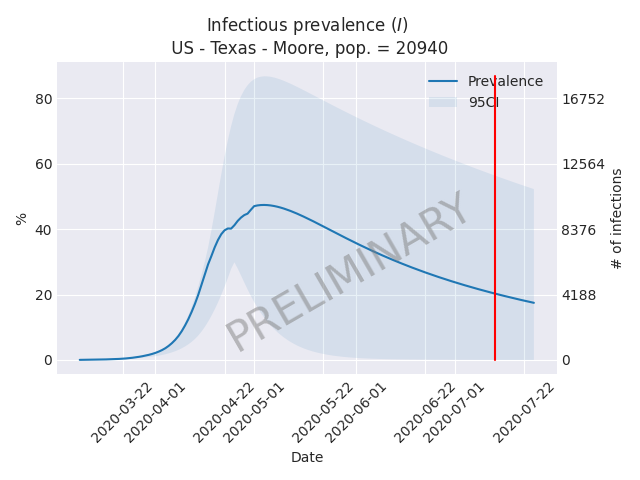 Infectious prevalence (I)
US - Texas - Moore, pop. = 20940
Prevalence
95CI
80
60
40
20
0
%
16752
12564
8376
4188
0
# of infections
PRELIMINARY
2020-03-22
2020-04-01
2020-04-22
2020-05-01
2020-05-22
2020-06-01
2020-06-22
2020-07-01
2020-07-22
Date